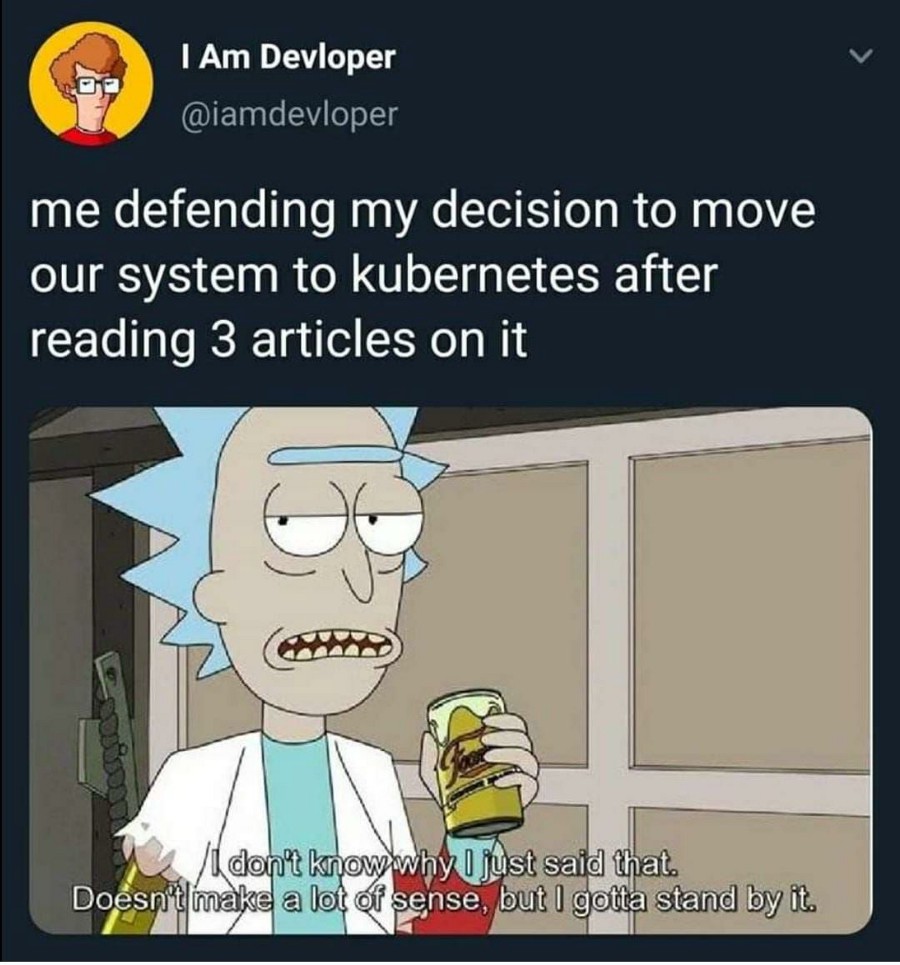 I Am Devloper
@iamdevloper
me defending my decision to move
our system to kubernetes after
reading 3 articles on it
I don't know why I just said that.
Doesn't make a lot of sense, but I gotta stand by it.